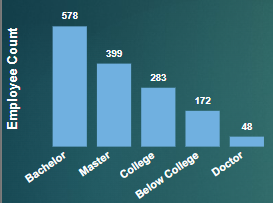 Employee Count
578
399
283
172
48
Bachelor
Master
College
Below College
Doctor